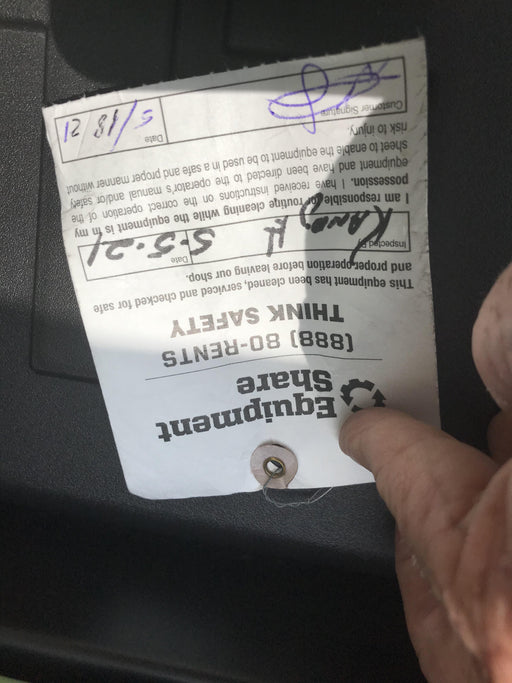 Equipment
Share
(888) 80-RENTS
THINK SAFETY
This equipment has been serviced, cleaned and checked for safe
and proper operation before leaving our shop.
Inspected By
Date
5-5-21
I am responsible for routine cleaning while the equipment is in my
possession. I have received instructions on the correct operation of the
equipment and have been directed to the operator's manual and/or safety
sheet to enable the equipment to be used in a safe and proper manner without
risk to injury.
Customer Signature
Date
5/18/21